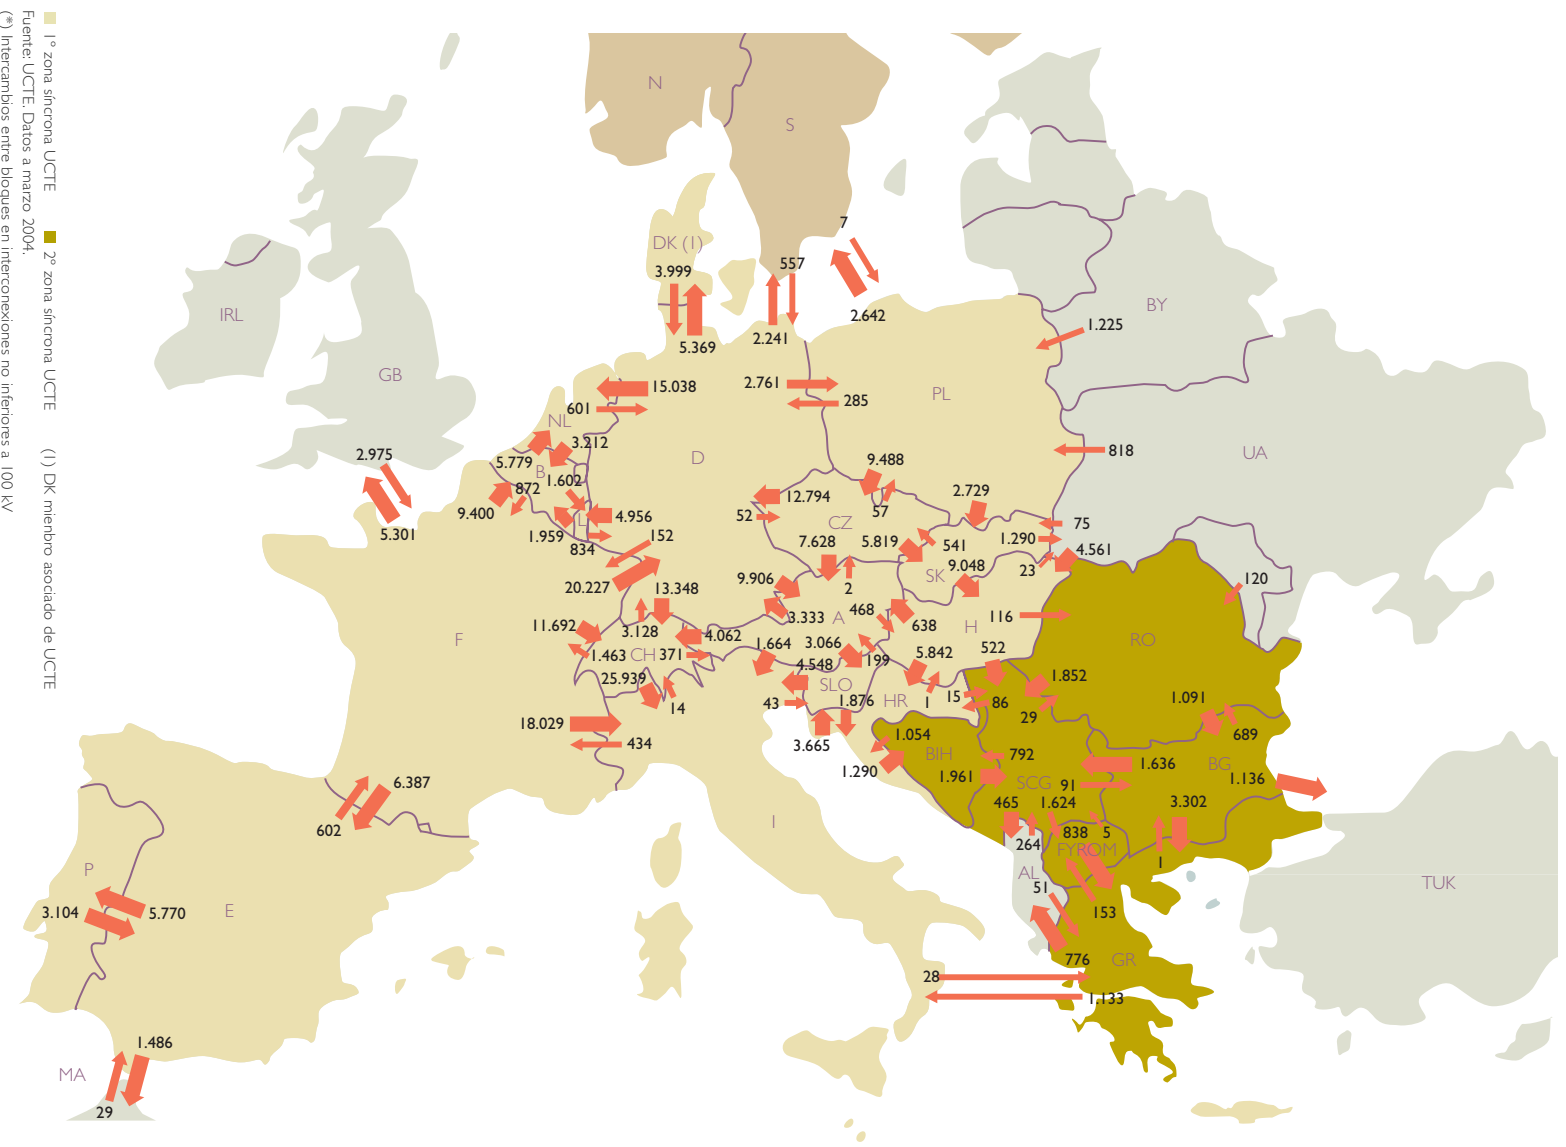 1º zona síncrona UCTE
2º zona síncrona UCTE
(1) DK miembro asociado de UCTE
Fuente: UCTE. Datos a marzo 2004.
(*) Intercambios entre bloques en interconexiones no inferiores a 100 kV
N
S
7
DK (1)
3.999
557
IRL
2.642
BY
5.369
2.241
1.225
GB
15.038
2.761
285
PL
601
NL
3.212
818
UA
2.975
5.779
B
D
9.488
872
1.602
12.794
2.729
9.400
L
4.956
52
57
CZ
75
5.301
1.959
834
152
7.628
5.819
541
1.290
4.561
20.227
13.348
9.906
2
SK
9.048
23
120
11.692
3.128
3.333
A
468
638
H
116
RO
F
1.463
CH
371
4.062
1.664
3.066
199
5.842
522
25.939
4.548
SLO
1.852
14
43
1.876
HR
1
15
86
29
1.091
18.029
434
3.665
1.054
689
1.290
BIH
792
1.636
BG
6.387
1.961
SCG
91
1.136
602
I
465
1.624
3.302
264
838
5
FYROM
1
P
AL
51
TUK
3.104
5.770
E
153
776
GR
28
1.133
1.486
MA
29